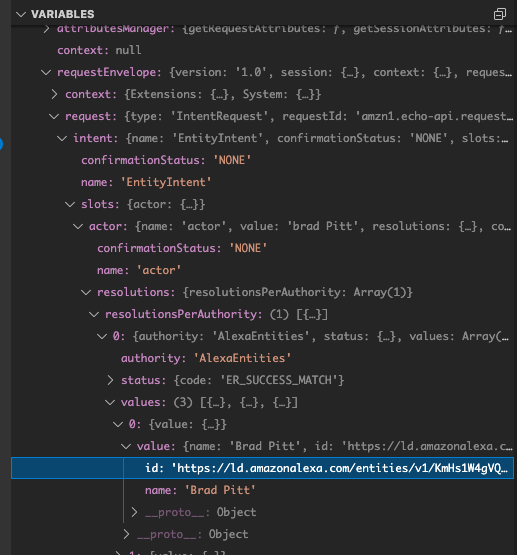 VARIABLES
attributesManager: {getRequestAttributes: ƒ, getSessionAttributes: ƒ…
context: null
requestEnvelope: {version: '1.0', session: {…}, context: {…}, reques…
context: {Extensions: {…}, System: {…}}
request: {type: 'IntentRequest', requestId: 'amzn1.echo-api.request…
intent: {name: 'EntityIntent', confirmationStatus: 'NONE', slots:…
confirmationStatus: 'NONE'
name: 'EntityIntent'
slots: {actor: {…}}
actor: {name: 'actor', value: 'brad Pitt', resolutions: {…}, co…
confirmationStatus: 'NONE'
name: 'actor'
resolutions: {resolutionsPerAuthority: Array(1)}
resolutionsPerAuthority: (1) [{…}]
0: {authority: 'AlexaEntities', status: {…}, values: Array(…
authority: 'AlexaEntities'
status: {code: 'ER_SUCCESS_MATCH'}
values: (3) [{…}, {…}, {…}]
0: {value: {…}}
value: {name: 'Brad Pitt', id: 'https://ld.amazonalexa.c…
id: 'https://ld.amazonalexa.com/entities/v1/KmHs1W4gVQ…
name: 'Brad Pitt'
__proto__: Object
__proto__: Object
1: {value: {…}}